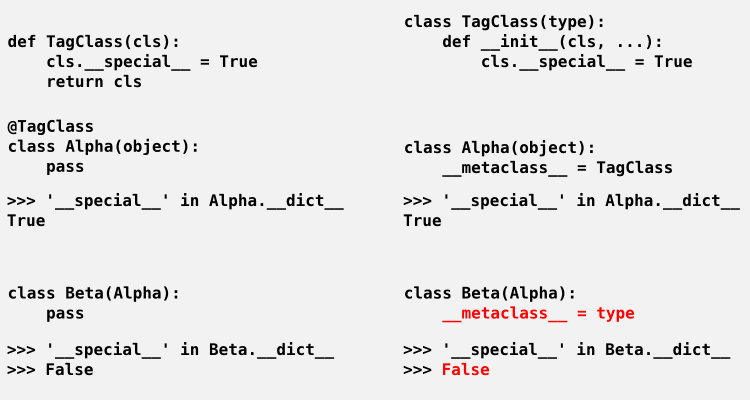 def TagClass(cls):
    cls.__special__ = True
    return cls
@TagClass
class Alpha(object):
    pass
>>> '__special__' in Alpha.__dict__
True
class Beta(Alpha):
    pass
>>> '__special__' in Beta.__dict__
>>> False
class TagClass(type):
    def __init__(cls, ...):
        cls.__special__ = True
class Alpha(object):
    __metaclass__ = TagClass
>>> '__special__' in Alpha.__dict__
True
class Beta(Alpha):
    __metaclass__ = type
>>> '__special__' in Beta.__dict__
>>> False